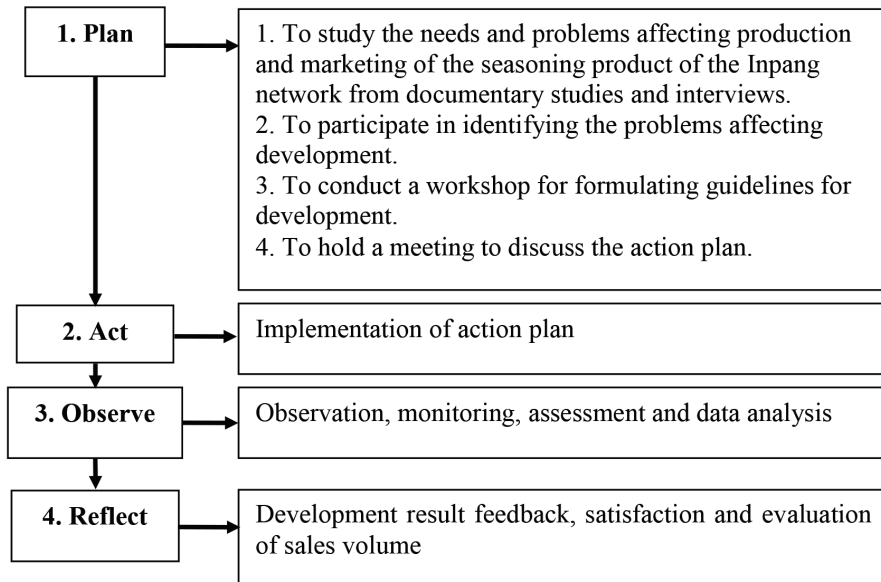 1. Plan
1. To study the needs and problems affecting production
and marketing of the seasoning product of the Inpang
network from documentary studies and interviews.
2. To participate in identifying the problems affecting
development.
3. To conduct a workshop for formulating guidelines for
development.
4. To hold a meeting to discuss the action plan.
2. Act
Implementation of action plan
3. Observe
Observation, monitoring, assessment and data analysis
4. Reflect
Development result feedback, satisfaction and evaluation
of sales volume